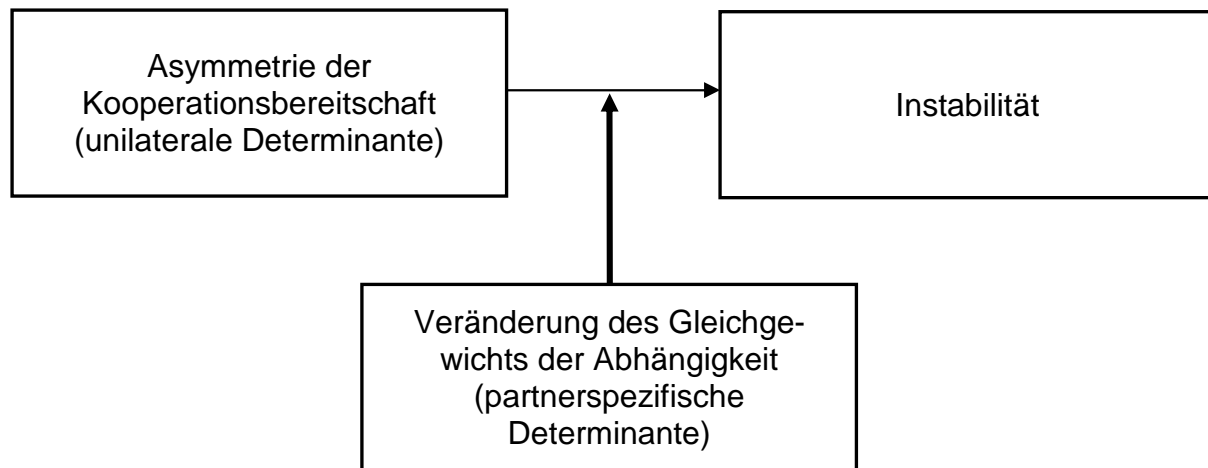 Asymmetrie der
Kooperationsbereitschaft
(unilaterale Determinante)
Instabilität
Veränderung des Gleichge-
wichts der Abhängigkeit
(partnerspezifische
Determinante)